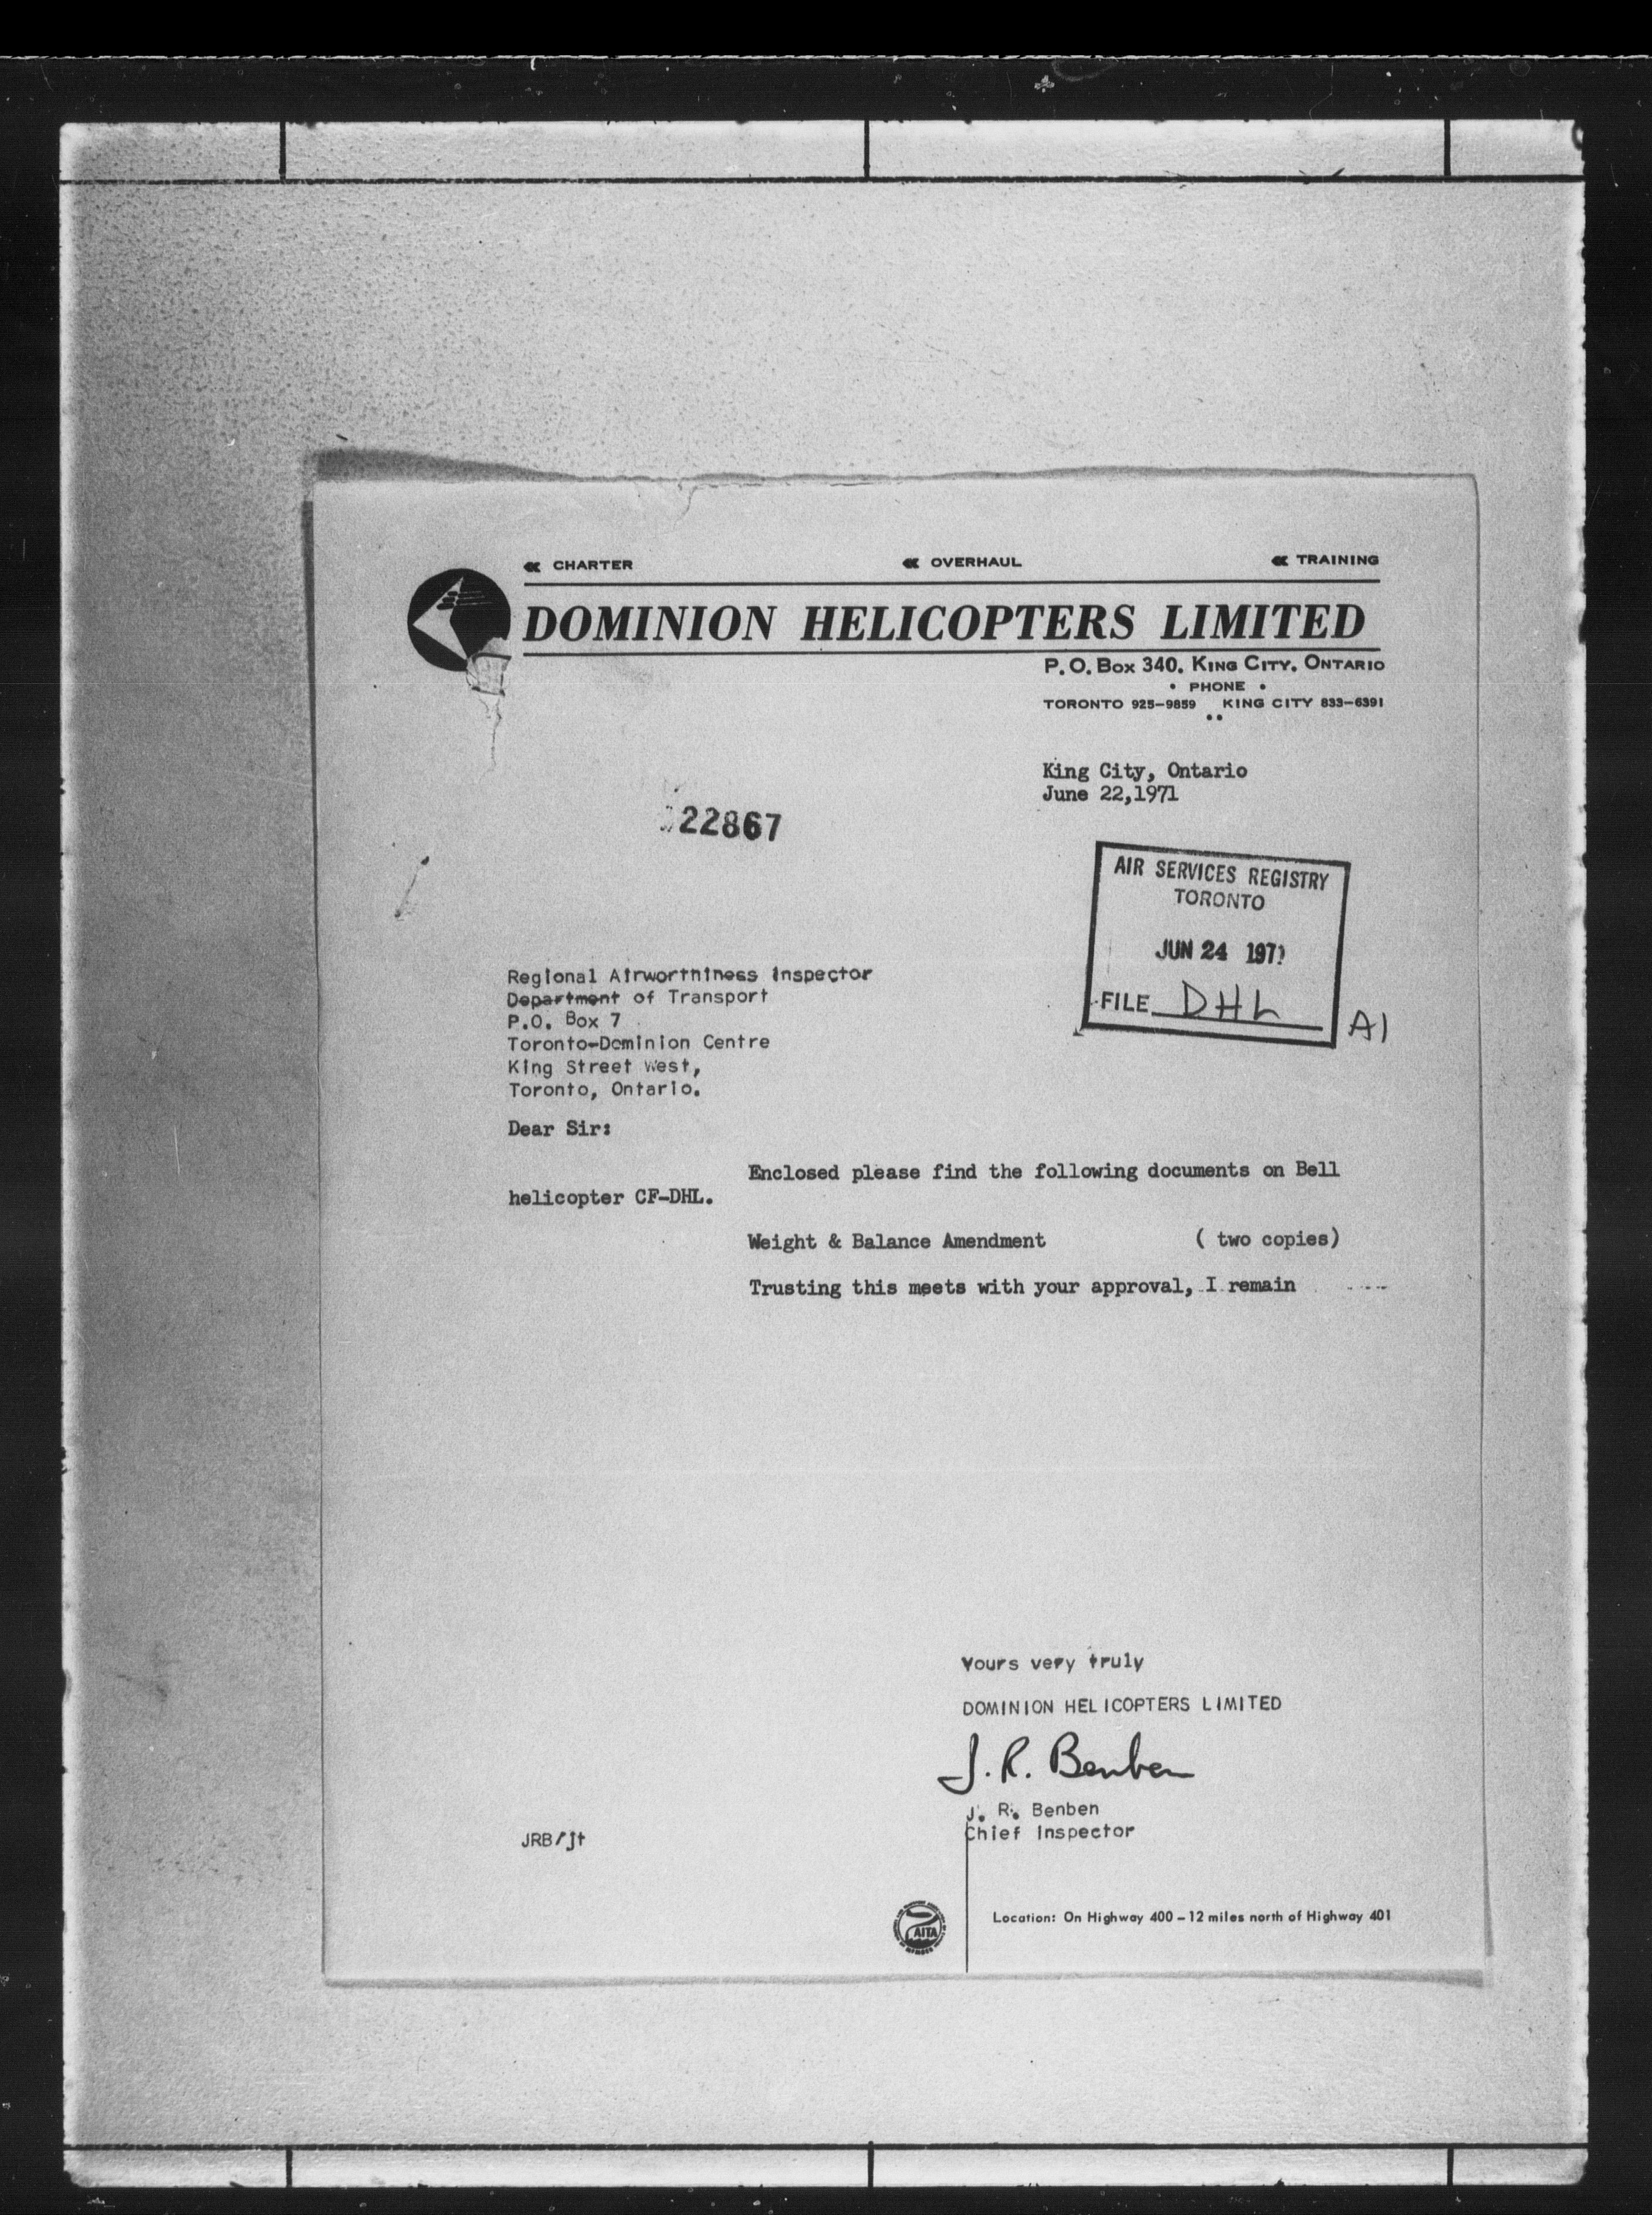 CHARTER OVERHAUL TRAINING
DOMINION HELICOPTERS LIMITED
P.O. Box 340, King City, Ontario
• PHONE •
TORONTO 925-9859 KING CITY 833-6391
King City, Ontario
June 22,1971
22867
AIR SERVICES REGISTRY
TORONTO
JUN 24 1971
FILE DHL
A1
Regional Airworthiness Inspector
Department of Transport
P.O. Box 7
Toronto-Dominion Centre
King Street West,
Toronto, Ontario.
Dear Sir:
Enclosed please find the following documents on Bell
helicopter CF-DHL.
Weight & Balance Amendment ( two copies)
Trusting this meets with your approval, I remain
Yours very truly
DOMINION HELICOPTERS LIMITED
J. R. Benben
J. R. Benben
Chief Inspector
JRB/jt
AITA
Location: On Highway 400 - 12 miles north of Highway 401